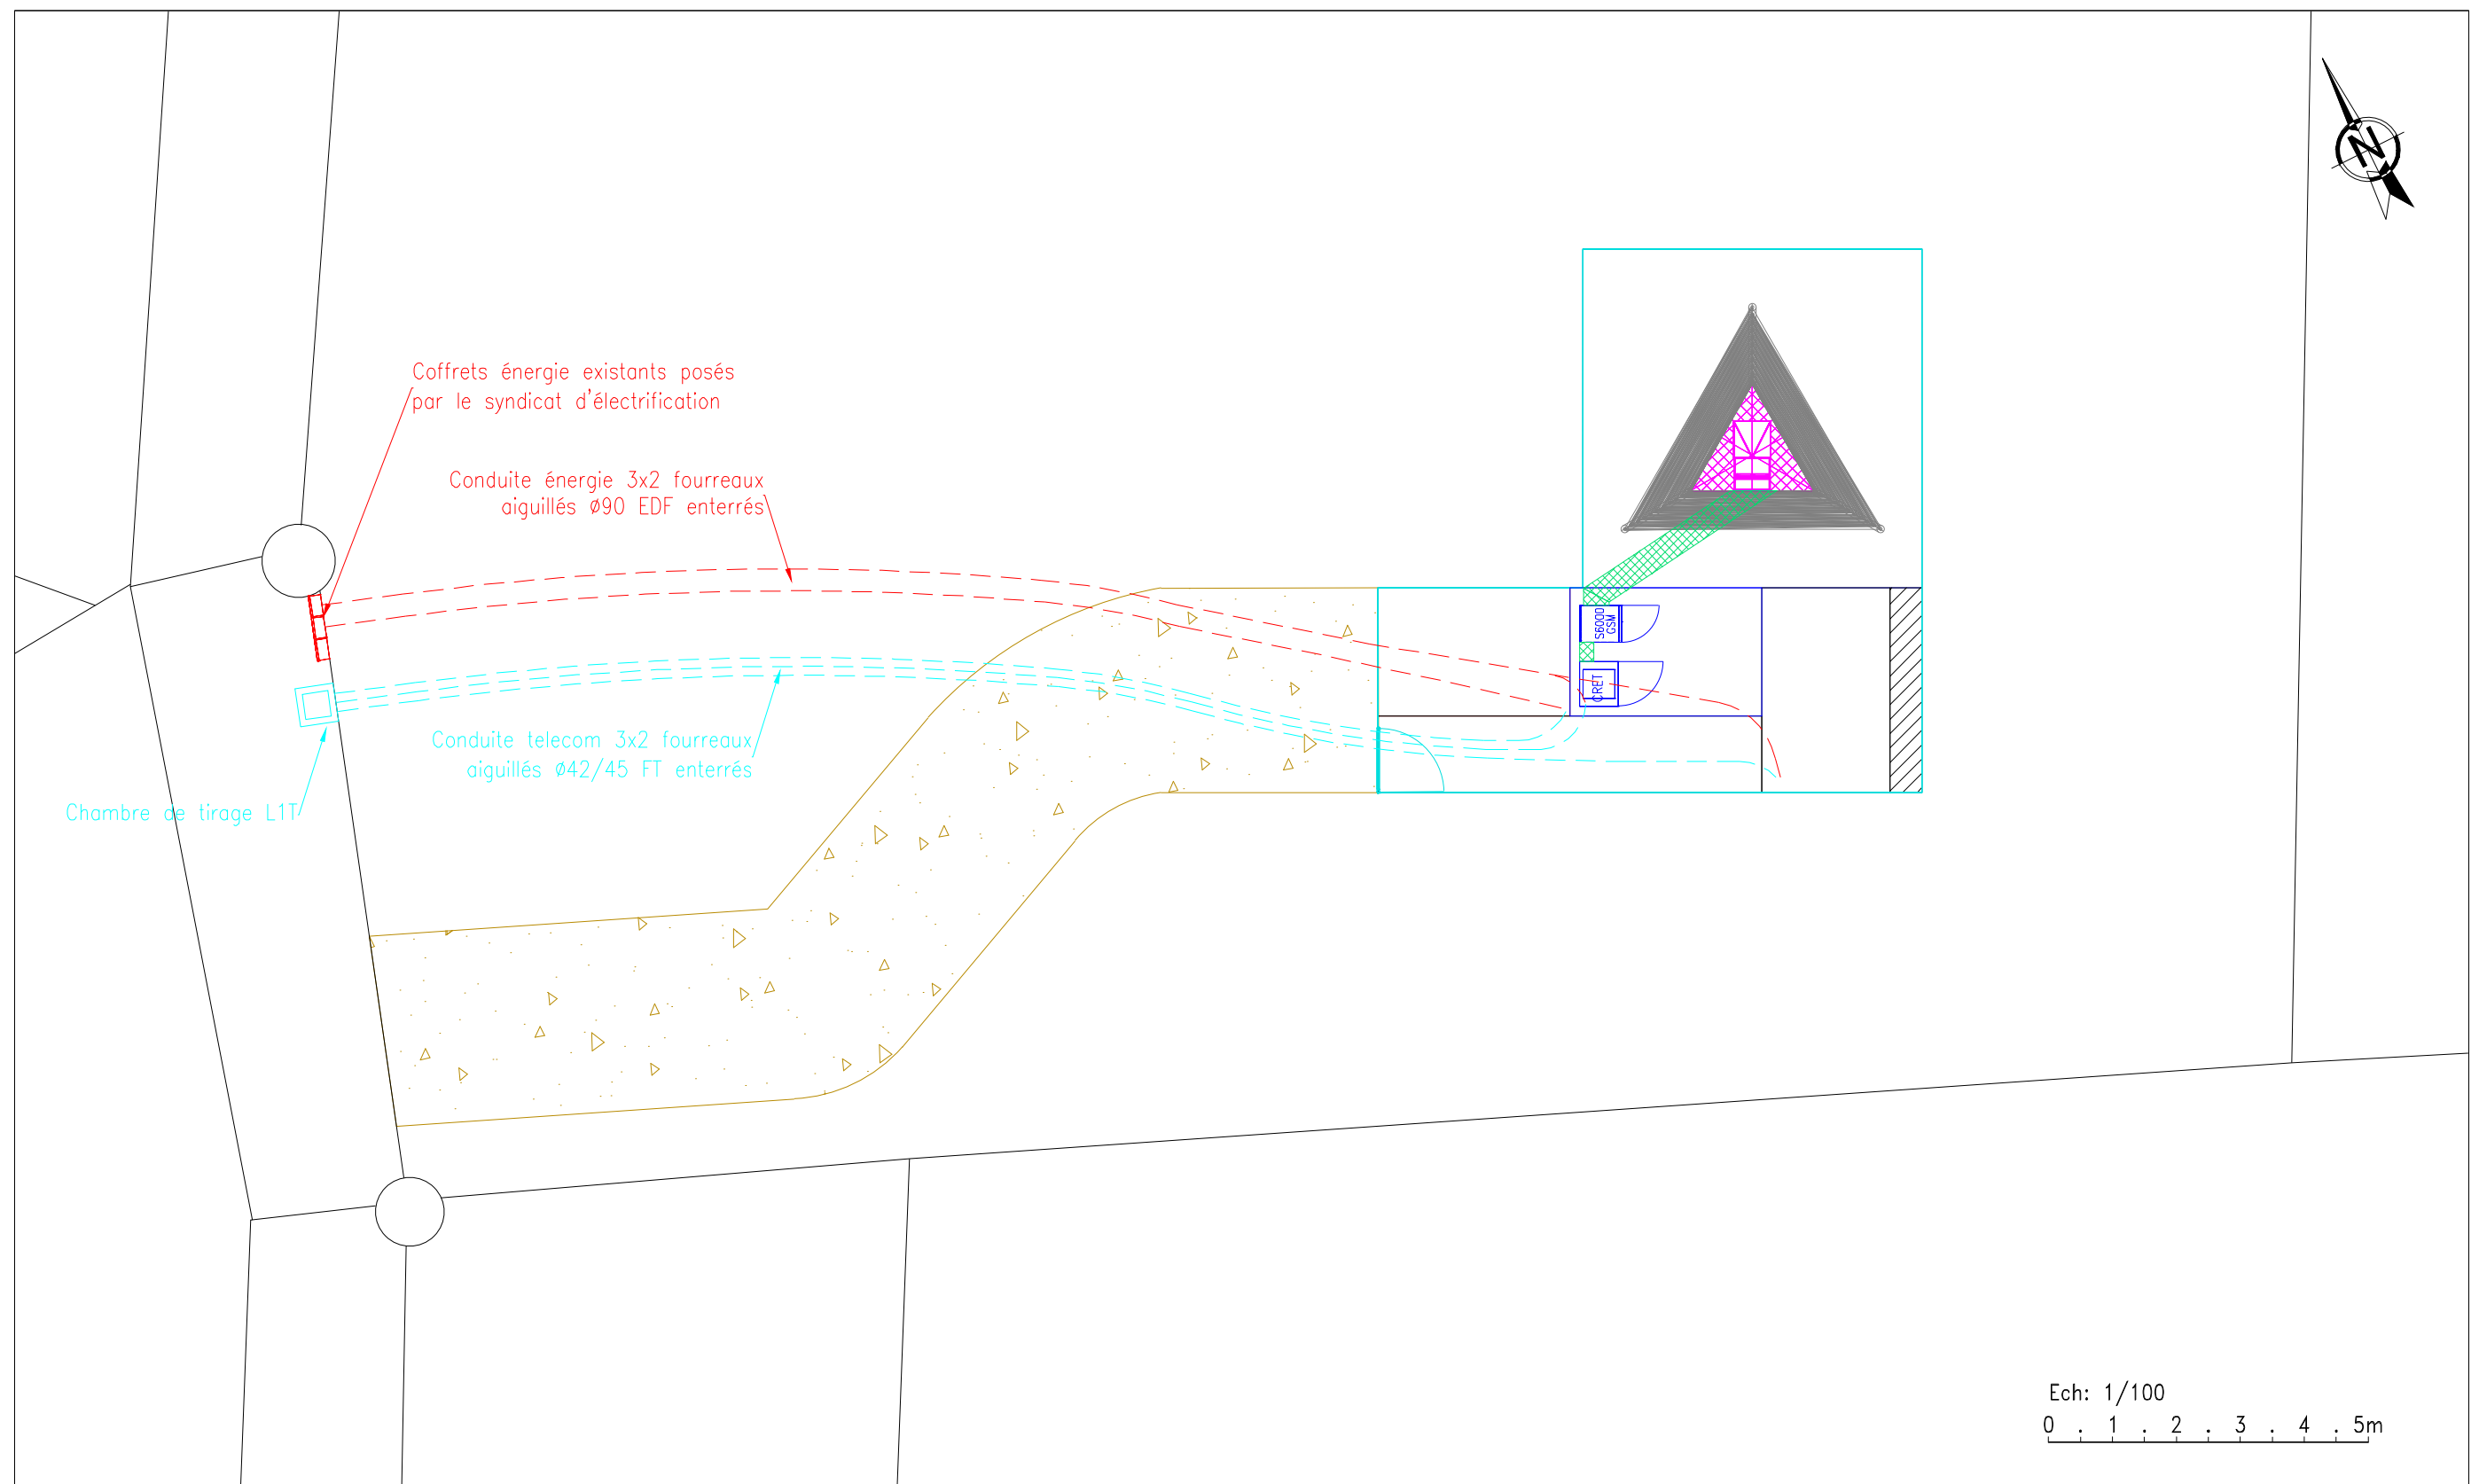 N
Coffrets énergie existants posés
par le syndicat d'électrification
Conduite énergie 3x2 fourreaux
aiguillés Ø90 EDF enterrés
S6000
GSM
CRET
Conduite telecom 3x2 fourreaux
aiguillés Ø42/45 FT enterrés
Chambre de tirage L1T
Ech: 1/100
0 . 1 . 2 . 3 . 4 . 5m